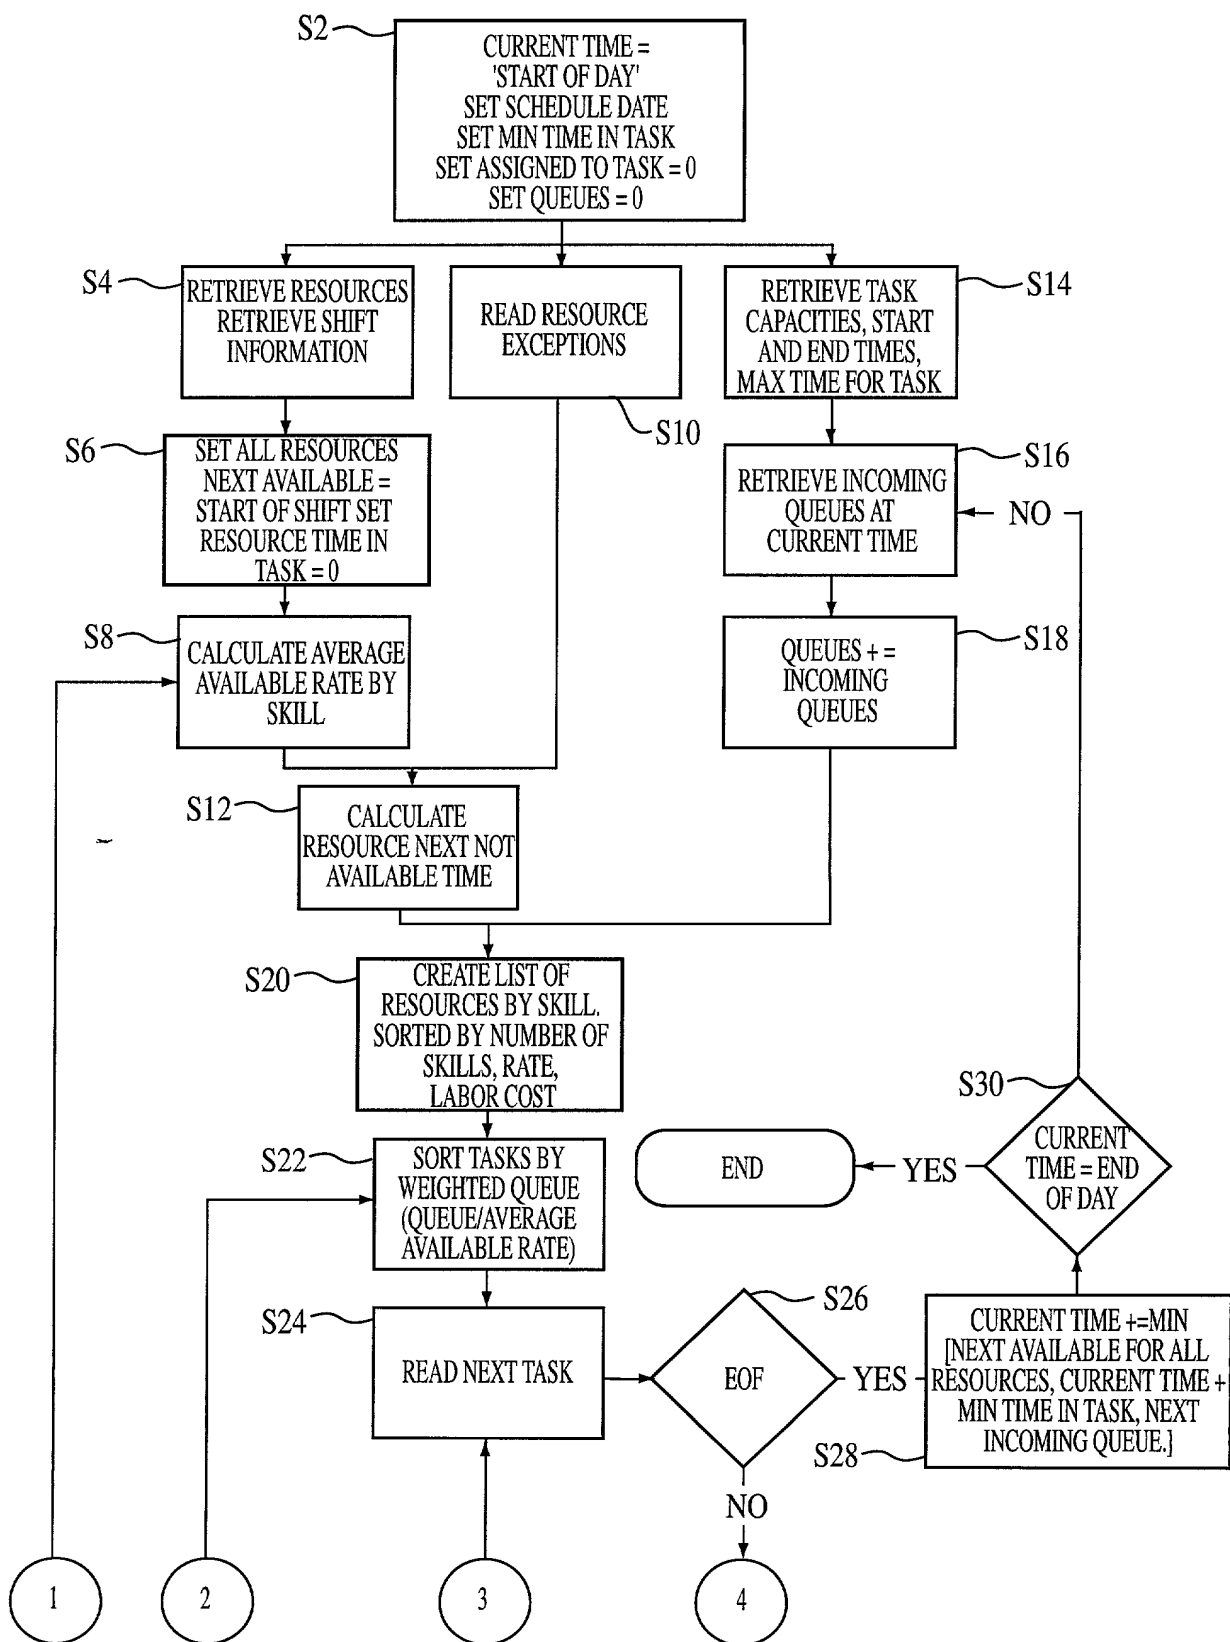 S2
CURRENT TIME =
'START OF DAY'
SET SCHEDULE DATE
SET MIN TIME IN TASK
SET ASSIGNED TO TASK = 0
SET QUEUES = 0
S4
RETRIEVE RESOURCES
RETRIEVE SHIFT
INFORMATION
READ RESOURCE
EXCEPTIONS
S10
RETRIEVE TASK
CAPACITIES, START
AND END TIMES,
MAX TIME FOR TASK
S14
S6
SET ALL RESOURCES
NEXT AVAILABLE =
START OF SHIFT SET
RESOURCE TIME IN
TASK = 0
RETRIEVE INCOMING
QUEUES AT
CURRENT TIME
S16
NO
S8
CALCULATE AVERAGE
AVAILABLE RATE BY
SKILL
QUEUES + =
INCOMING
QUEUES
S18
S12
CALCULATE
RESOURCE NEXT NOT
AVAILABLE TIME
S20
CREATE LIST OF
RESOURCES BY SKILL.
SORTED BY NUMBER OF
SKILLS, RATE,
LABOR COST
S22
SORT TASKS BY
WEIGHTED QUEUE
(QUEUE/AVERAGE
AVAILABLE RATE)
END
YES
S30
CURRENT
TIME = END
OF DAY
S24
READ NEXT TASK
S26
EOF
YES
CURRENT TIME +=MIN
[NEXT AVAILABLE FOR ALL
RESOURCES, CURRENT TIME +
MIN TIME IN TASK, NEXT
INCOMING QUEUE.]
S28
NO
1
2
3
4